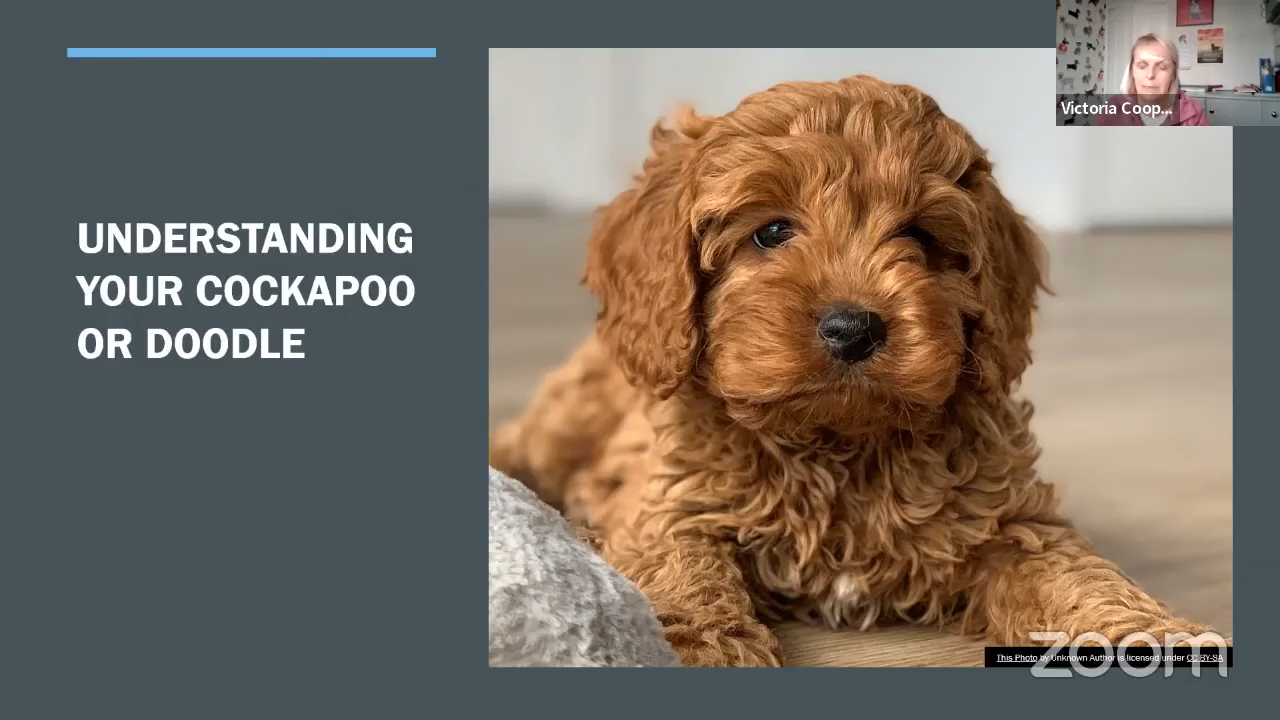 UNDERSTANDING
YOUR COCKAPOO
OR DOODLE
Victoria Coop...
This Photo by Unknown Author is licensed under CC BY-SA
zoom